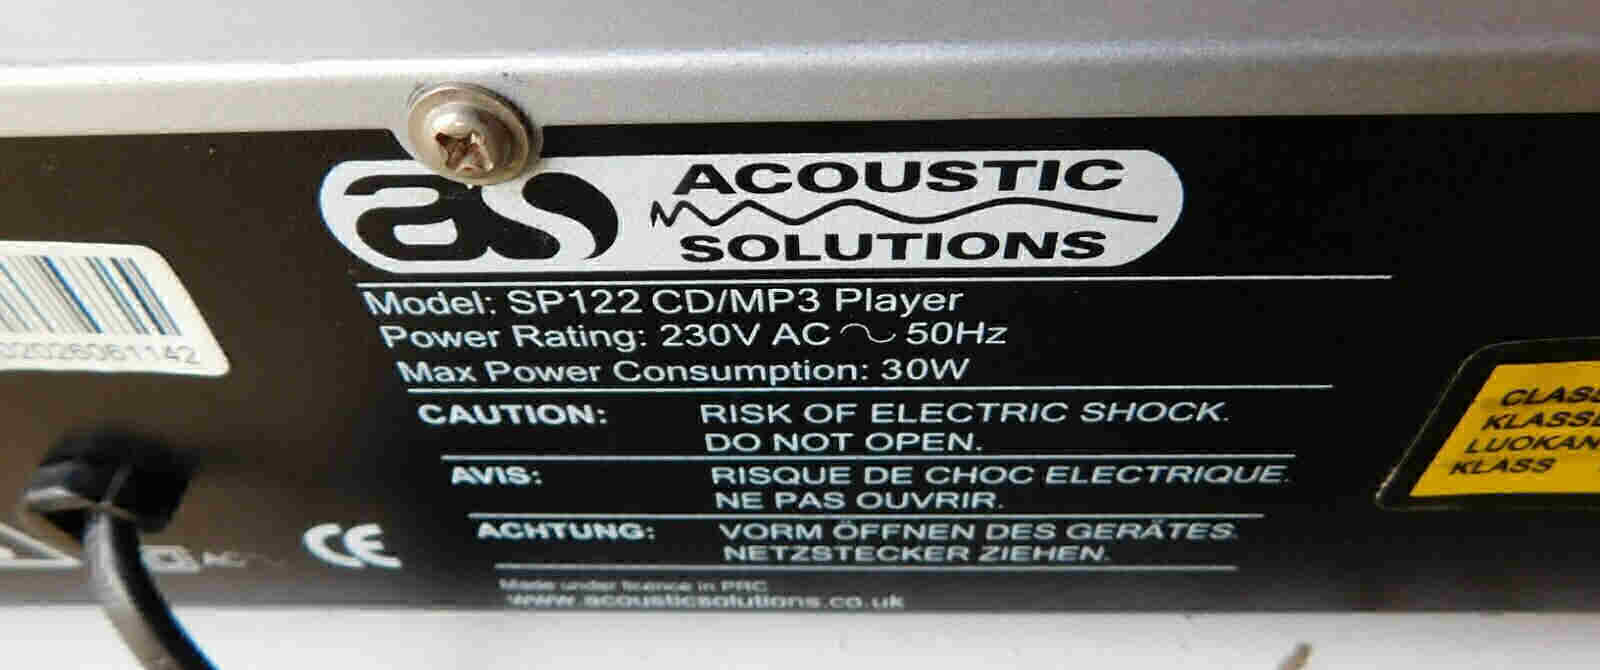 as ACOUSTIC
SOLUTIONS
Model: SP122 CD/MP3 Player
Power Rating: 230V AC ～ 50Hz
Max Power Consumption: 30W
CAUTION: RISK OF ELECTRIC SHOCK.
DO NOT OPEN.
AVIS: RISQUE DE CHOC ELECTRIQUE.
NE PAS OUVRIR.
ACHTUNG: VORM ÖFFNEN DES GERÄTES
NETZSTECKER ZIEHEN.
Made under licence in PRC
www.acousticsolutions.co.uk
02026061142
AC～
CE
CLASS
KLASSE
LUOKAN
KLASS